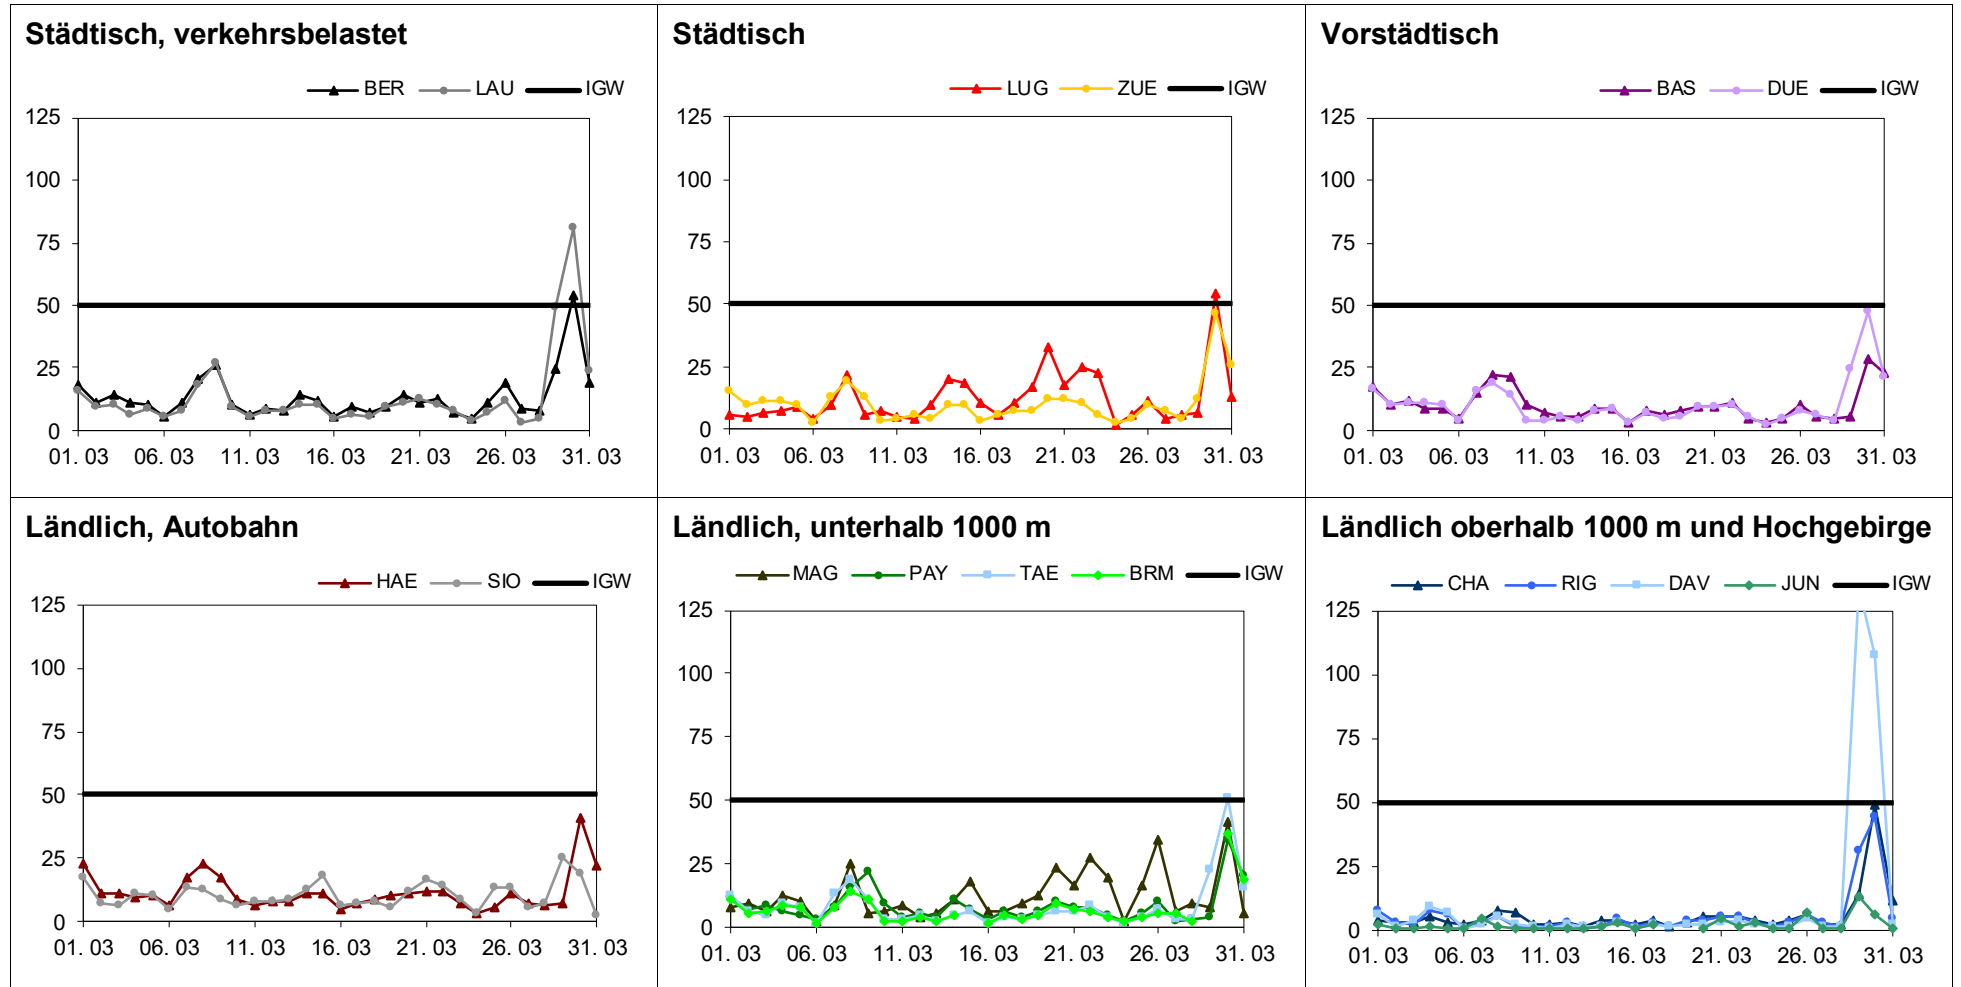 Städtisch, verkehrsbelastet
BER LAU IGW
125
100
75
50
25
0
01. 03 06. 03 11. 03 16. 03 21. 03 26. 03 31. 03
Städtisch
LUG ZUE IGW
125
100
75
50
25
0
01. 03 06. 03 11. 03 16. 03 21. 03 26. 03 31. 03
Vorstädtisch
BAS DUE IGW
125
100
75
50
25
0
01. 03 06. 03 11. 03 16. 03 21. 03 26. 03 31. 03
Ländlich, Autobahn
HAE SIO IGW
125
100
75
50
25
0
01. 03 06. 03 11. 03 16. 03 21. 03 26. 03 31. 03
Ländlich, unterhalb 1000 m
MAG PAY TAE BRM IGW
125
100
75
50
25
0
01. 03 06. 03 11. 03 16. 03 21. 03 26. 03 31. 03
Ländlich oberhalb 1000 m und Hochgebirge
CHA RIG DAV JUN IGW
125
100
75
50
25
0
01. 03 06. 03 11. 03 16. 03 21. 03 26. 03 31. 03